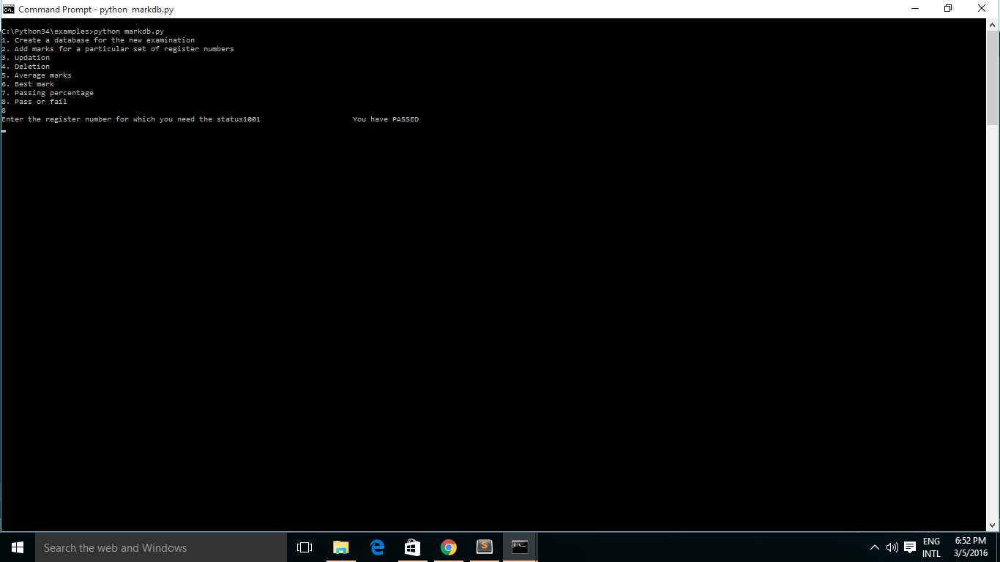 Command Prompt - python  markdb.py
C:\Python34\examples>python markdb.py
1. Create a database for the new examination
2. Add marks for a particular set of register numbers
3. Updation
4. Deletion
5. Average marks
6. Best mark
7. Passing percentage
8. Pass or fail
8
Enter the register number for which you need the status1001                     You have PASSED
Search the web and Windows
ENG
INTL
6:52 PM
3/5/2016